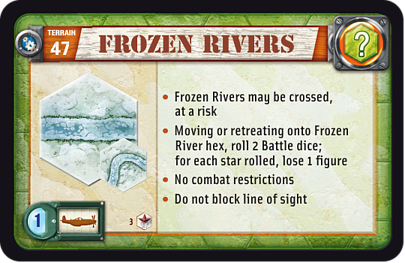 TERRAIN
47
FROZEN RIVERS
?
• Frozen Rivers may be crossed,
at a risk
• Moving or retreating onto Frozen
River hex, roll 2 Battle dice;
for each star rolled, lose 1 figure
• No combat restrictions
• Do not block line of sight
1
3